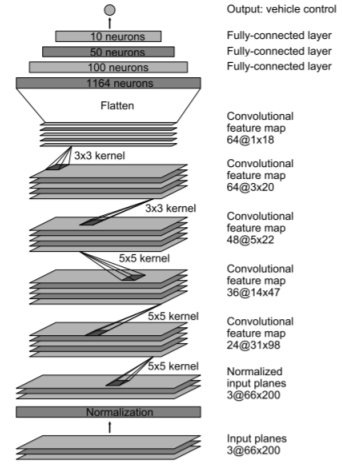 Output: vehicle control
10 neurons
Fully-connected layer
50 neurons
Fully-connected layer
100 neurons
Fully-connected layer
1164 neurons
Flatten
Convolutional
feature map
64@1x18
3x3 kernel
Convolutional
feature map
64@3x20
3x3 kernel
Convolutional
feature map
48@5x22
5x5 kernel
Convolutional
feature map
36@14x47
5x5 kernel
Convolutional
feature map
24@31x98
5x5 kernel
Normalized
input planes
3@66x200
Normalization
Input planes
3@66x200